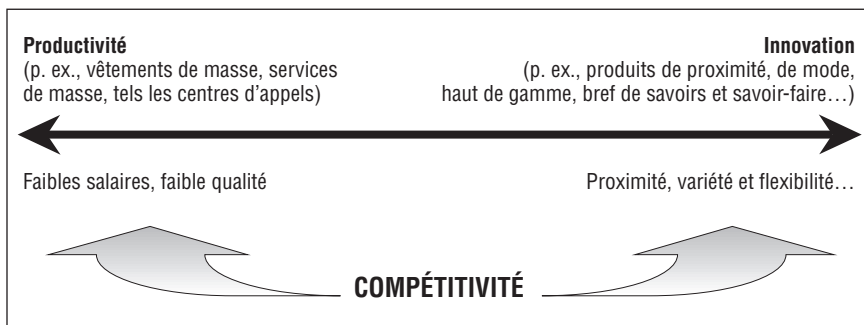 Productivité
(p. ex., vêtements de masse, services
de masse, tels les centres d'appels)
Innovation
(p. ex., produits de proximité, de mode,
haut de gamme, bref de savoirs et savoir-faire…)
Faibles salaires, faible qualité
Proximité, variété et flexibilité…
COMPÉTITIVITÉ